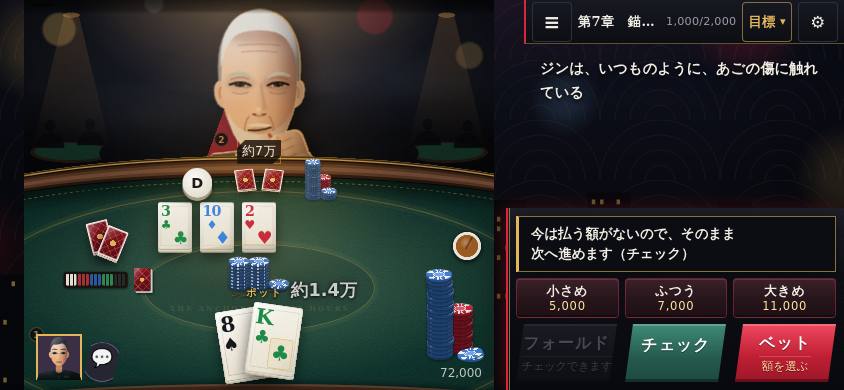 第7章 錨…
1,000/2,000
目標 ▾
ジンは、いつものように、あごの傷に触れ
ている
2
約7万
D
3
10
2
ポット 約1.4万
8
K
72,000
今は払う額がないので、そのまま
次へ進めます（チェック）
小さめ
5,000
ふつう
7,000
大きめ
11,000
フォールド
チェックできます
チェック
ベット
額を選ぶ